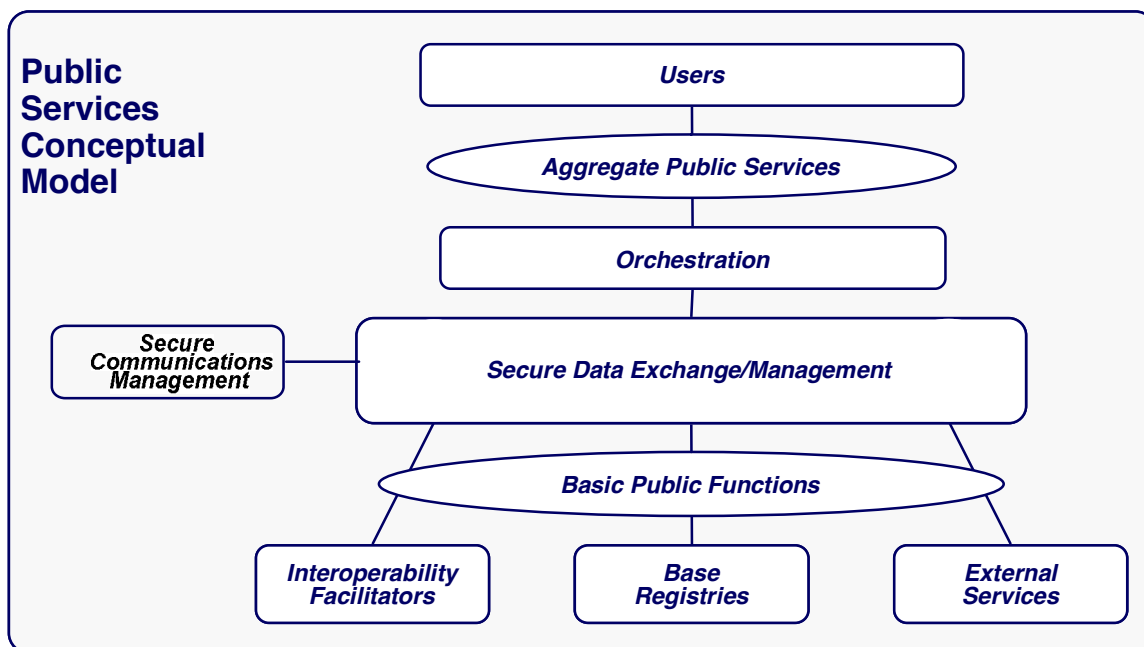 Public
Services
Conceptual
Model
Users
Aggregate Public Services
Orchestration
Secure
Communications
Management
Secure Data Exchange/Management
Basic Public Functions
Interoperability
Facilitators
Base
Registries
External
Services